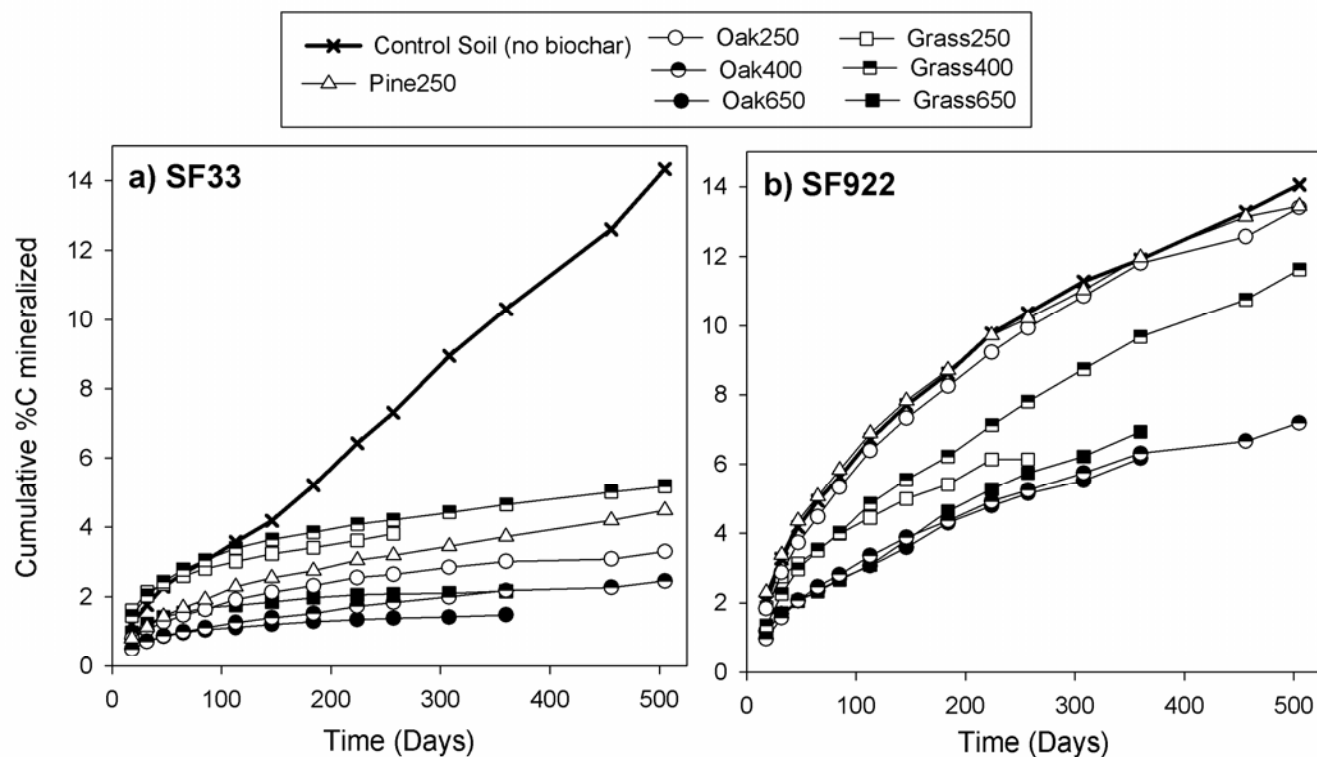 Control Soil (no biochar)
Pine250
Oak250
Oak400
Oak650
Grass250
Grass400
Grass650
a) SF33
Cumulative %C mineralized
14
12
10
8
6
4
2
0
0 100 200 300 400 500
Time (Days)
b) SF922
14
12
10
8
6
4
2
0
0 100 200 300 400 500
Time (Days)